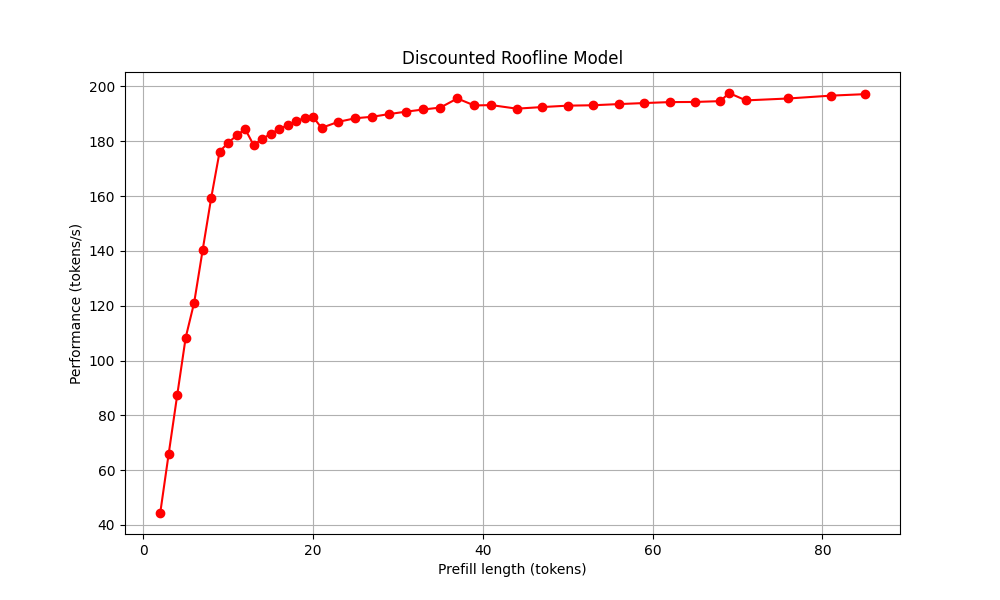 Discounted Roofline Model
Performance (tokens/s)
200
180
160
140
120
100
80
60
40
0 20 40 60 80
Prefill length (tokens)